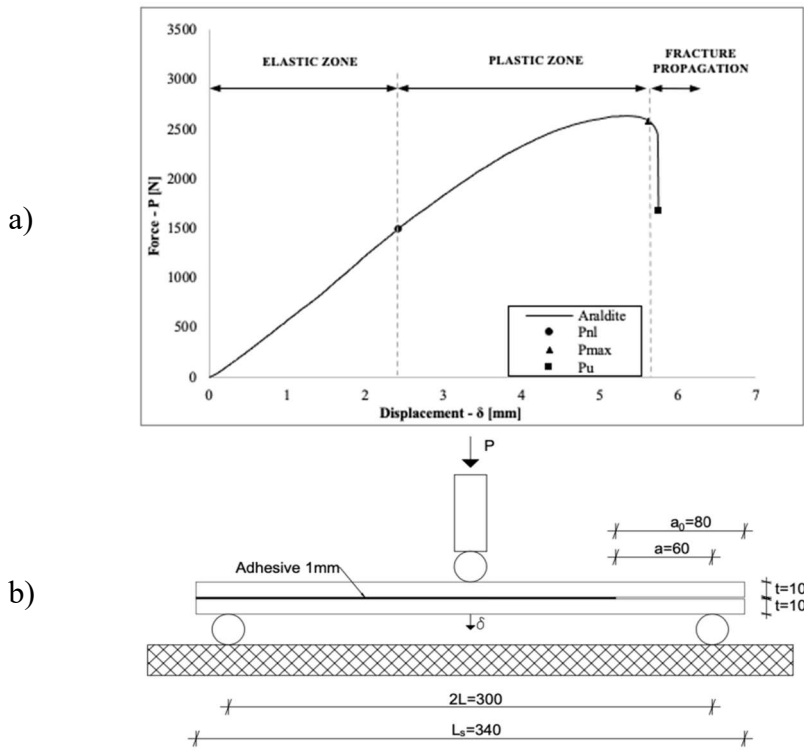 a)
3500
3000
2500
2000
1500
1000
500
0
Force - P [N]
ELASTIC ZONE
PLASTIC ZONE
FRACTURE
PROPAGATION
Araldite
Pnl
Pmax
Pu
0 1 2 3 4 5 6 7
Displacement - δ [mm]
b)
P
a₀=80
a=60
Adhesive 1mm
t=10
t=10
δ
2L=300
Lₛ=340